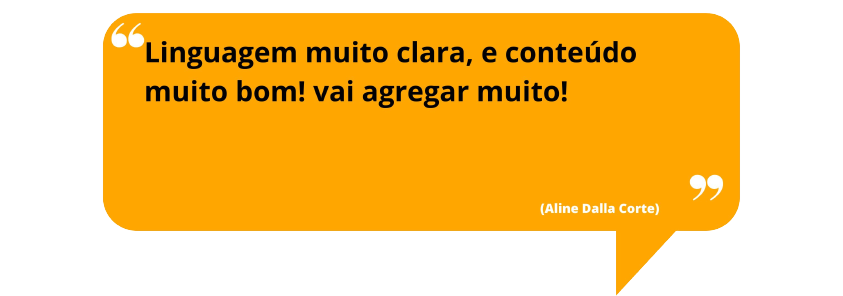 “Linguagem muito clara, e conteúdo
muito bom! vai agregar muito!
”
(Aline Dalla Corte)